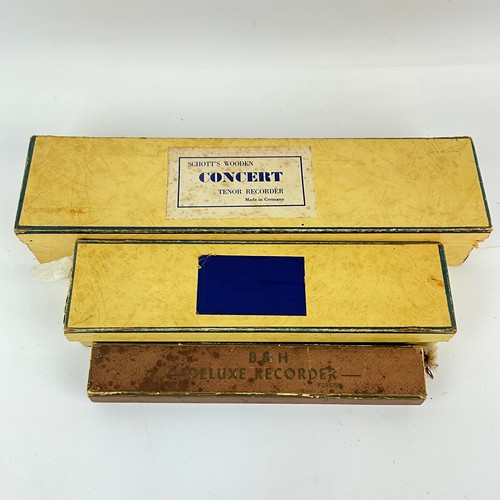 SCHOTT'S WOODEN
CONCERT
TENOR RECORDER
Made in Germany
B & H
— DELUXE RECORDER —